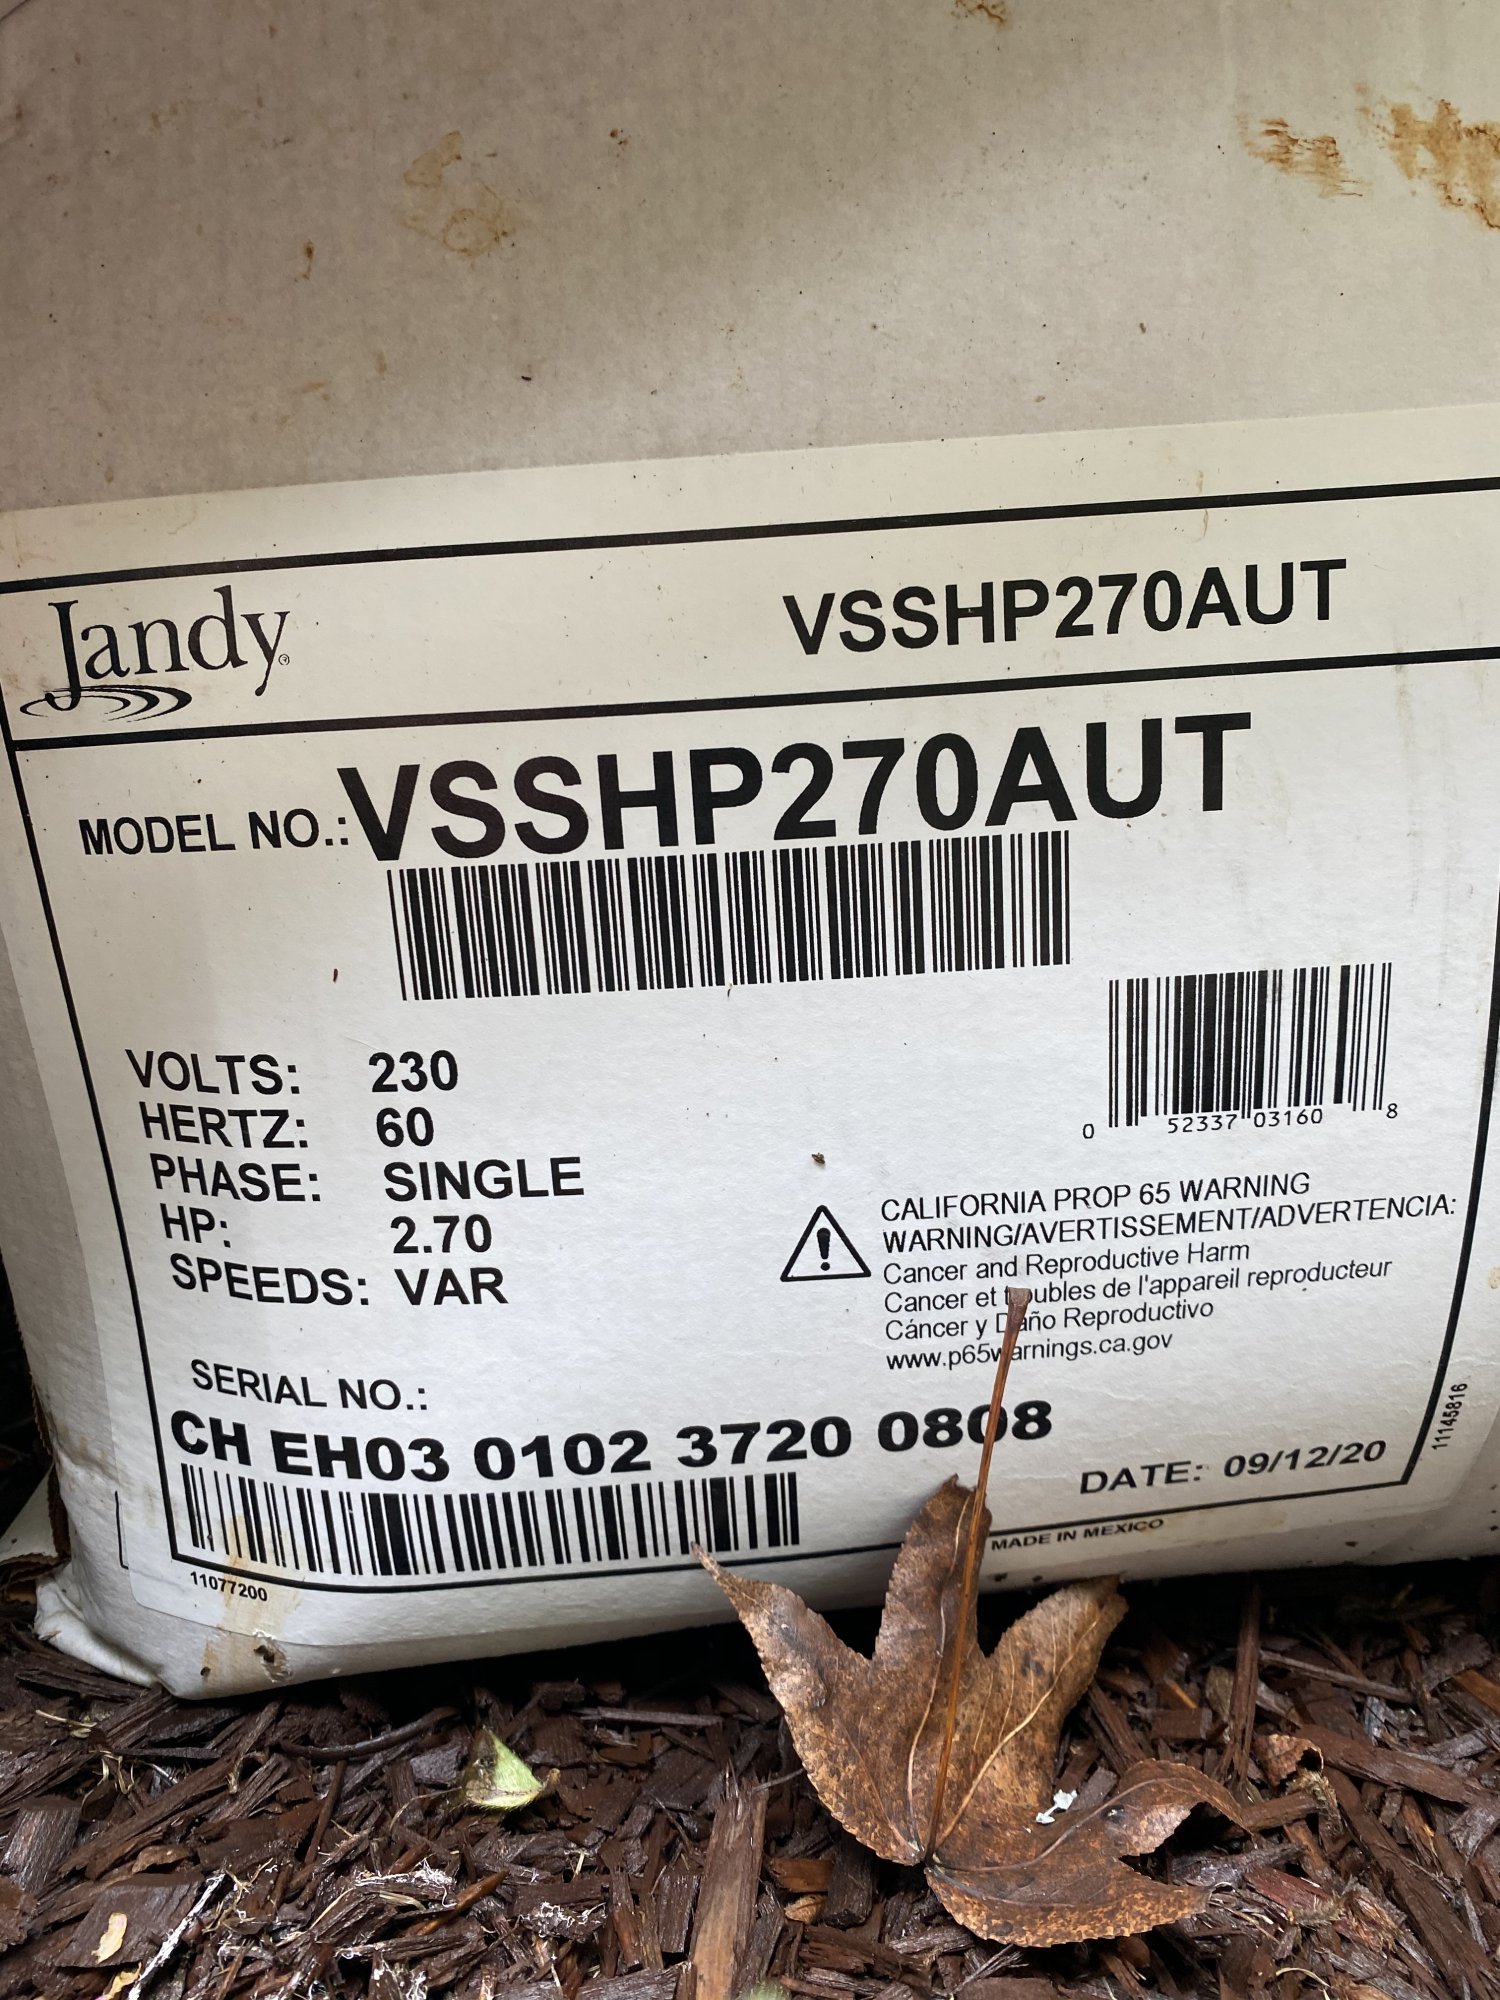 Jandy®
VSSHP270AUT
MODEL NO.: VSSHP270AUT
0 52337 03160 8
VOLTS: 230
HERTZ: 60
PHASE: SINGLE
HP: 2.70
SPEEDS: VAR
CALIFORNIA PROP 65 WARNING
WARNING/AVERTISSEMENT/ADVERTENCIA:
Cancer and Reproductive Harm
Cancer et troubles de l'appareil reproducteur
Cáncer y Daño Reproductivo
www.p65warnings.ca.gov
SERIAL NO.:
CH EH03 0102 3720 0808
DATE: 09/12/20
11145816
MADE IN MEXICO
11077200